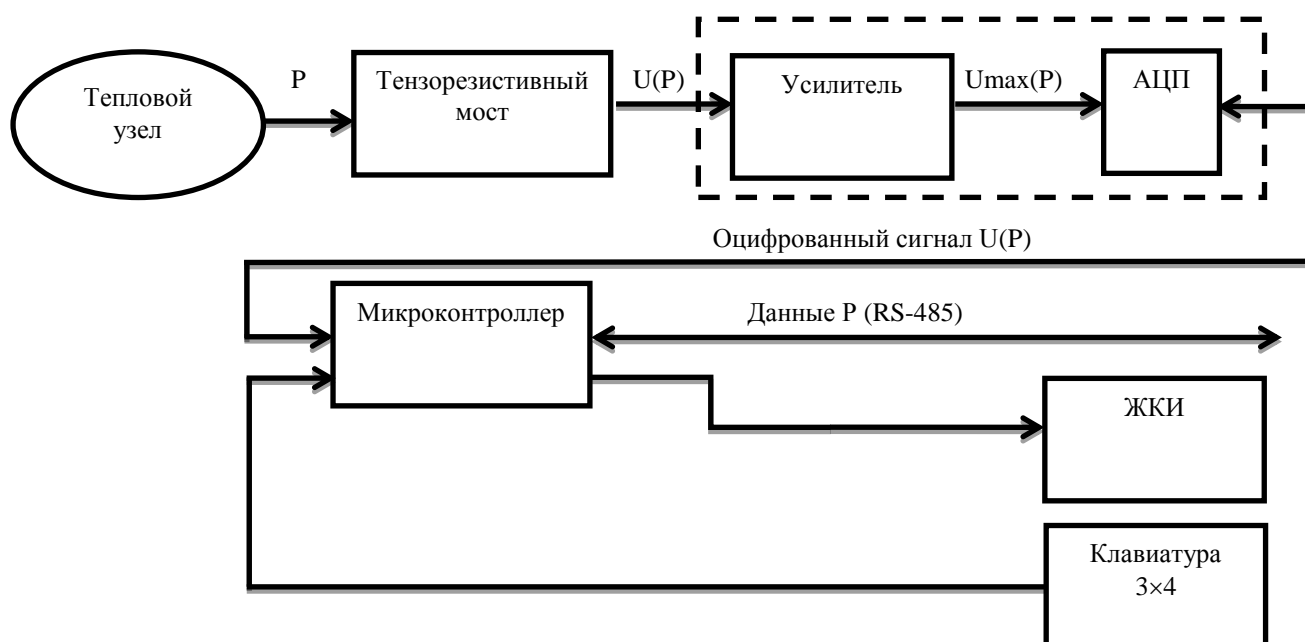 Тепловой
узел
P
Тензорезистивный
мост
U(P)
Усилитель
Umax(P)
АЦП
Оцифрованный сигнал U(P)
Микроконтроллер
Данные P (RS-485)
ЖКИ
Клавиатура
3×4